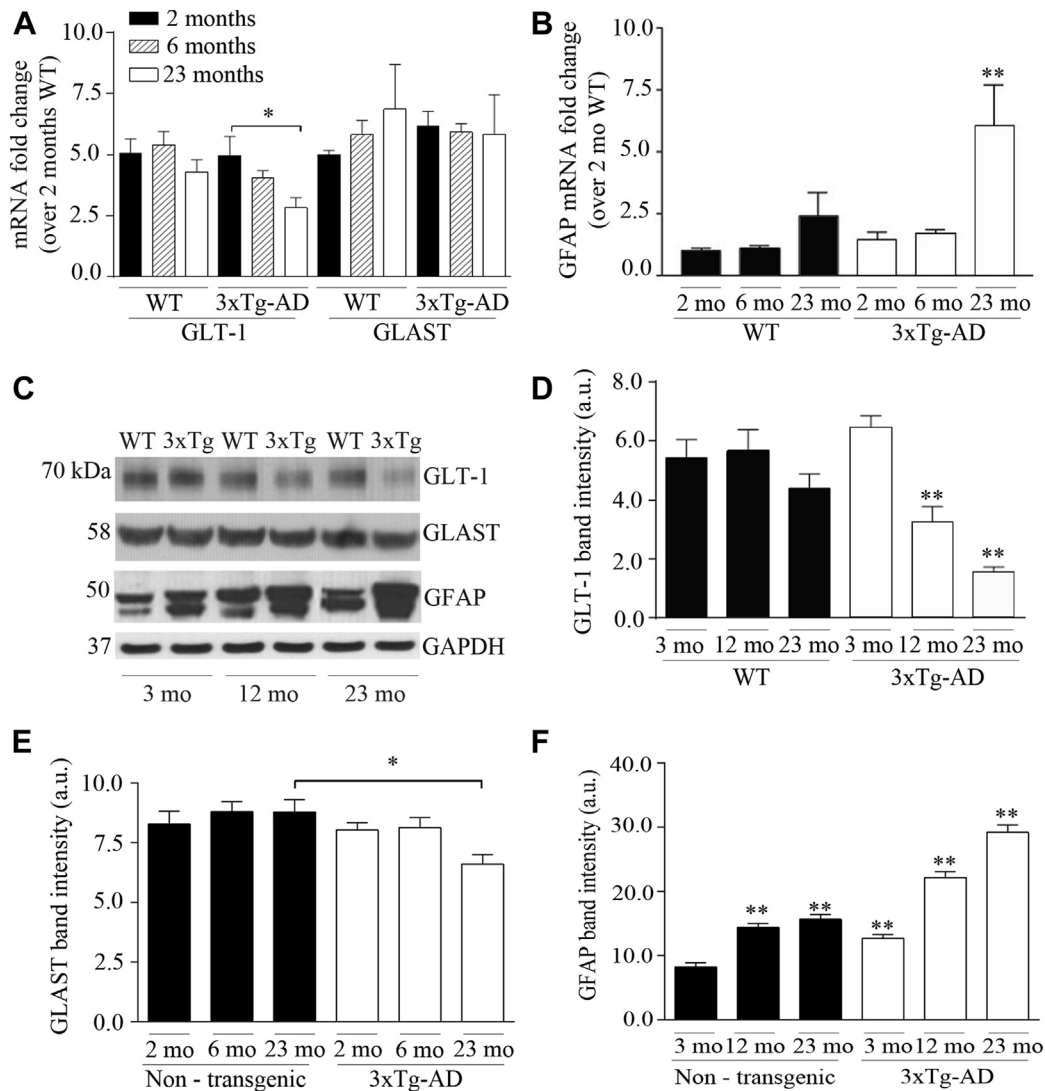 A
mRNA fold change
(over 2 months WT)
10.0
7.5
5.0
2.5
0.0
2 months
6 months
23 months
*
WT
3xTg-AD
WT
3xTg-AD
GLT-1
GLAST
B
GFAP mRNA fold change
(over 2 mo WT)
10.0
7.5
5.0
2.5
0.0
**
2 mo
6 mo
23 mo
2 mo
6 mo
23 mo
WT
3xTg-AD
C
WT 3xTg WT 3xTg WT 3xTg
70 kDa
GLT-1
58
GLAST
50
GFAP
37
GAPDH
3 mo
12 mo
23 mo
D
GLT-1 band intensity (a.u.)
8.0
6.0
4.0
2.0
0.0
**
**
3 mo
12 mo
23 mo
3 mo
12 mo
23 mo
WT
3xTg-AD
E
GLAST band intensity (a.u.)
10.0
7.5
5.0
2.5
0.0
*
2 mo
6 mo
23 mo
2 mo
6 mo
23 mo
Non - transgenic
3xTg-AD
F
GFAP band intensity (a.u.)
40.0
30.0
20.0
10.0
0.0
**
**
**
**
**
3 mo
12 mo
23 mo
3 mo
12 mo
23 mo
Non - transgenic
3xTg-AD